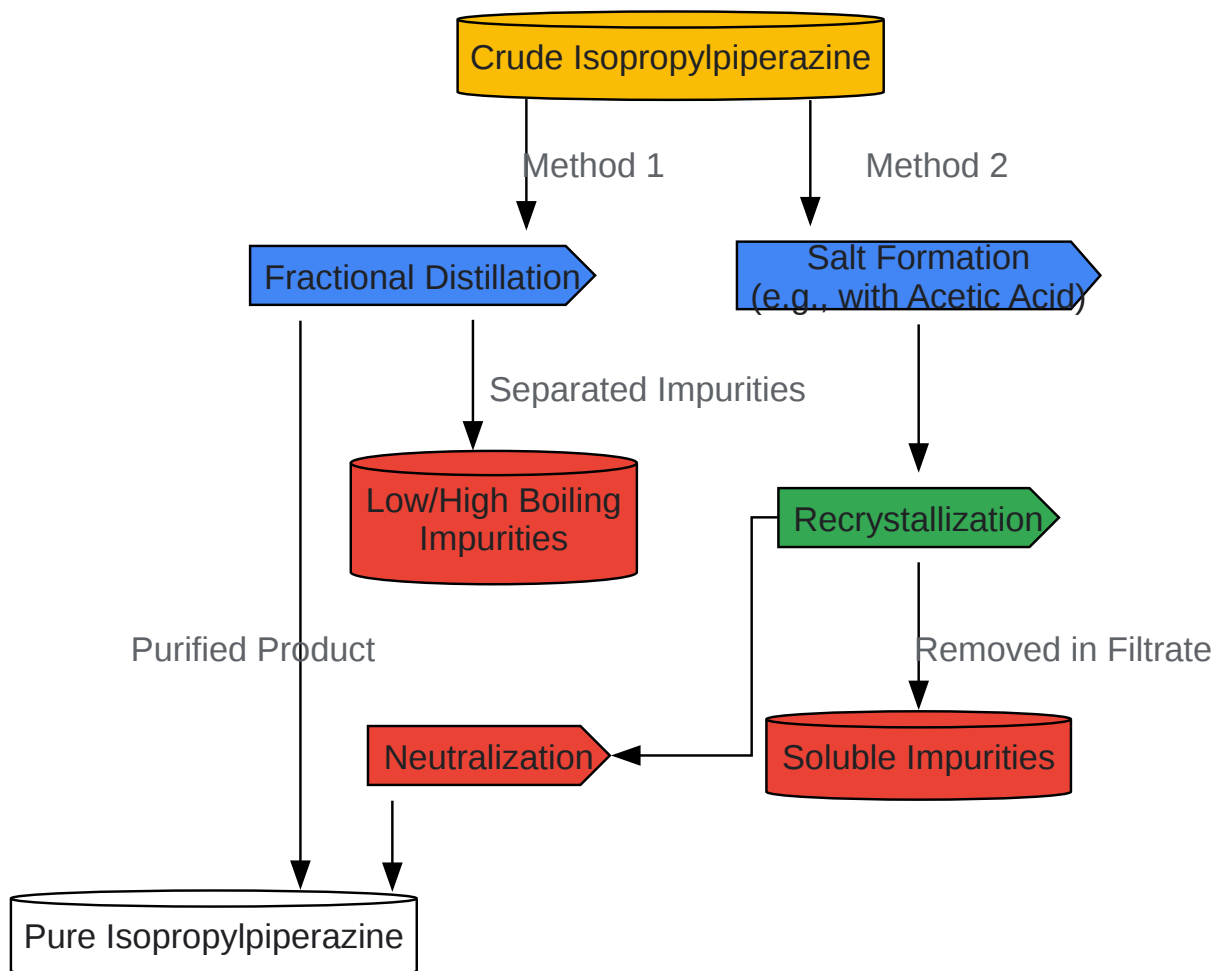 Crude Isopropylpiperazine
Method 1
Method 2
Fractional Distillation
Salt Formation
(e.g., with Acetic Acid)
Separated Impurities
Low/High Boiling
Impurities
Recrystallization
Purified Product
Removed in Filtrate
Neutralization
Soluble Impurities
Pure Isopropylpiperazine